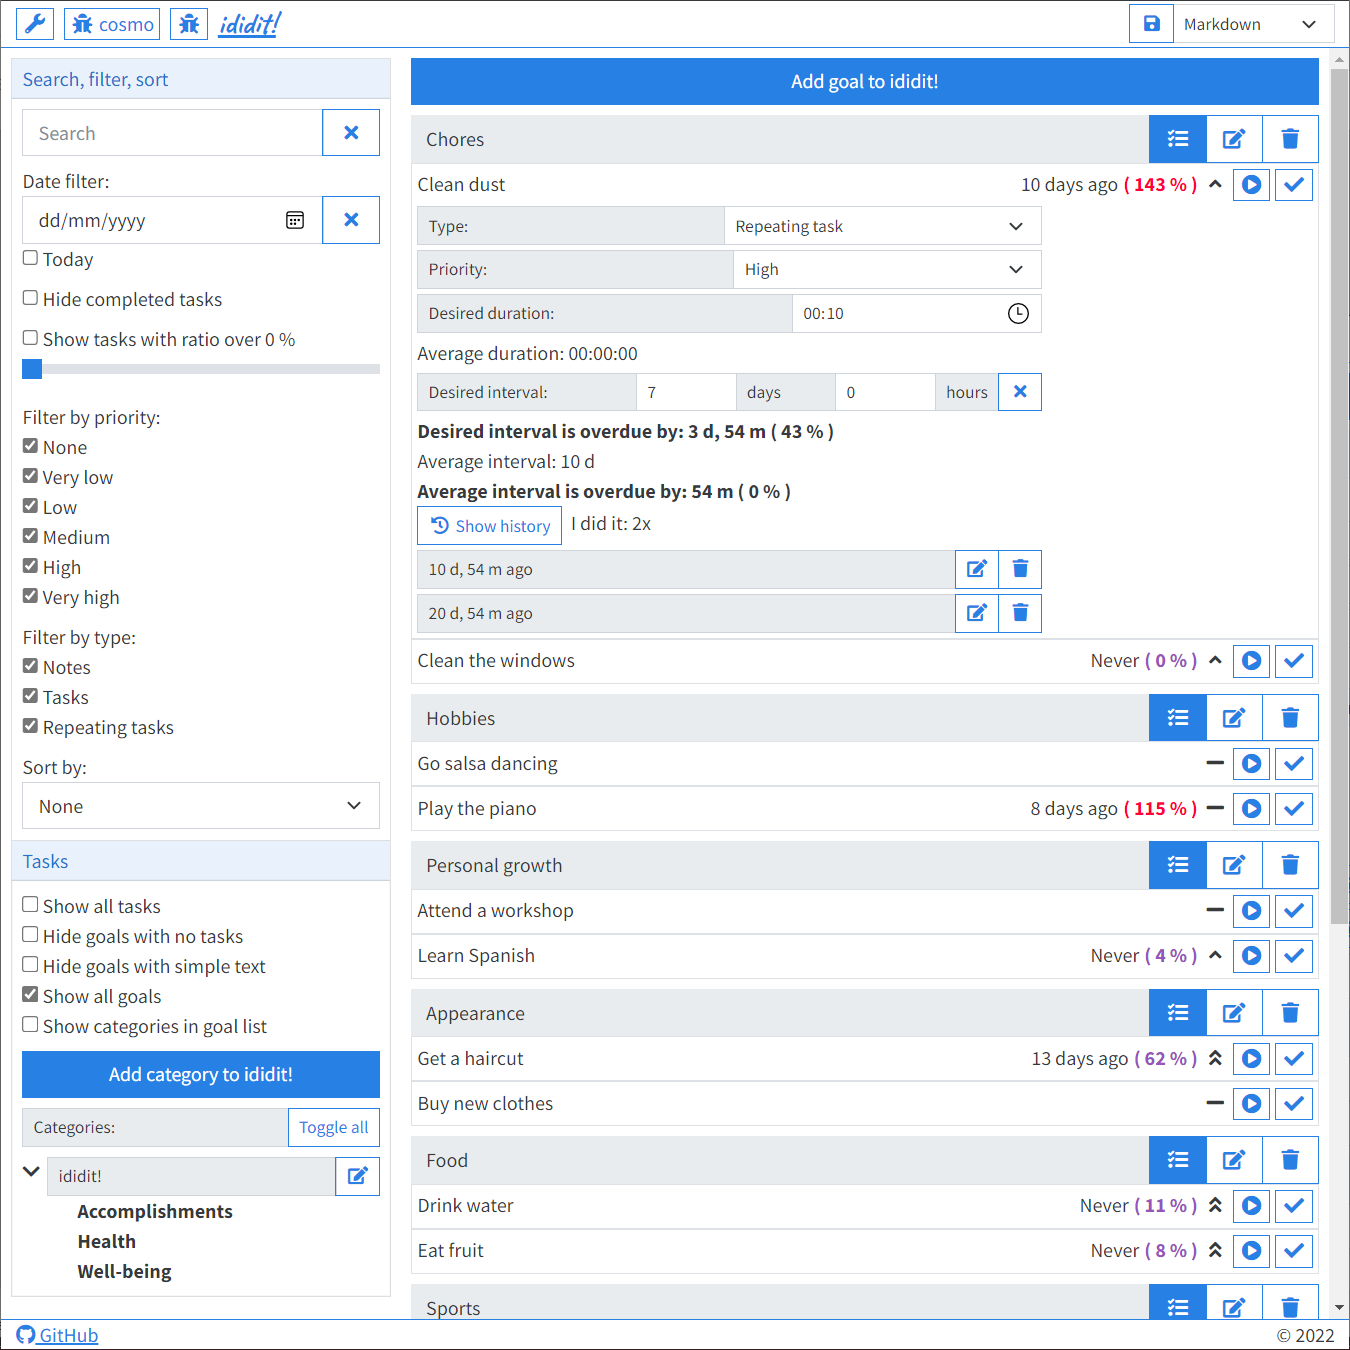 cosmo
ididit!
Markdown
Search, filter, sort
Search
Date filter:
dd/mm/yyyy
Today
Hide completed tasks
Show tasks with ratio over 0 %
Filter by priority:
None
Very low
Low
Medium
High
Very high
Filter by type:
Notes
Tasks
Repeating tasks
Sort by:
None
Tasks
Show all tasks
Hide goals with no tasks
Hide goals with simple text
Show all goals
Show categories in goal list
Add category to ididit!
Categories:
Toggle all
ididit!
Accomplishments
Health
Well-being
Add goal to ididit!
Chores
Clean dust 10 days ago ( 143 % )
Type: Repeating task
Priority: High
Desired duration: 00:10
Average duration: 00:00:00
Desired interval: 7 days 0 hours
Desired interval is overdue by: 3 d, 54 m ( 43 % )
Average interval: 10 d
Average interval is overdue by: 54 m ( 0 % )
Show history I did it: 2x
10 d, 54 m ago
20 d, 54 m ago
Clean the windows Never ( 0 % )
Hobbies
Go salsa dancing
Play the piano 8 days ago ( 115 % )
Personal growth
Attend a workshop
Learn Spanish Never ( 4 % )
Appearance
Get a haircut 13 days ago ( 62 % )
Buy new clothes
Food
Drink water Never ( 11 % )
Eat fruit Never ( 8 % )
Sports
GitHub
© 2022